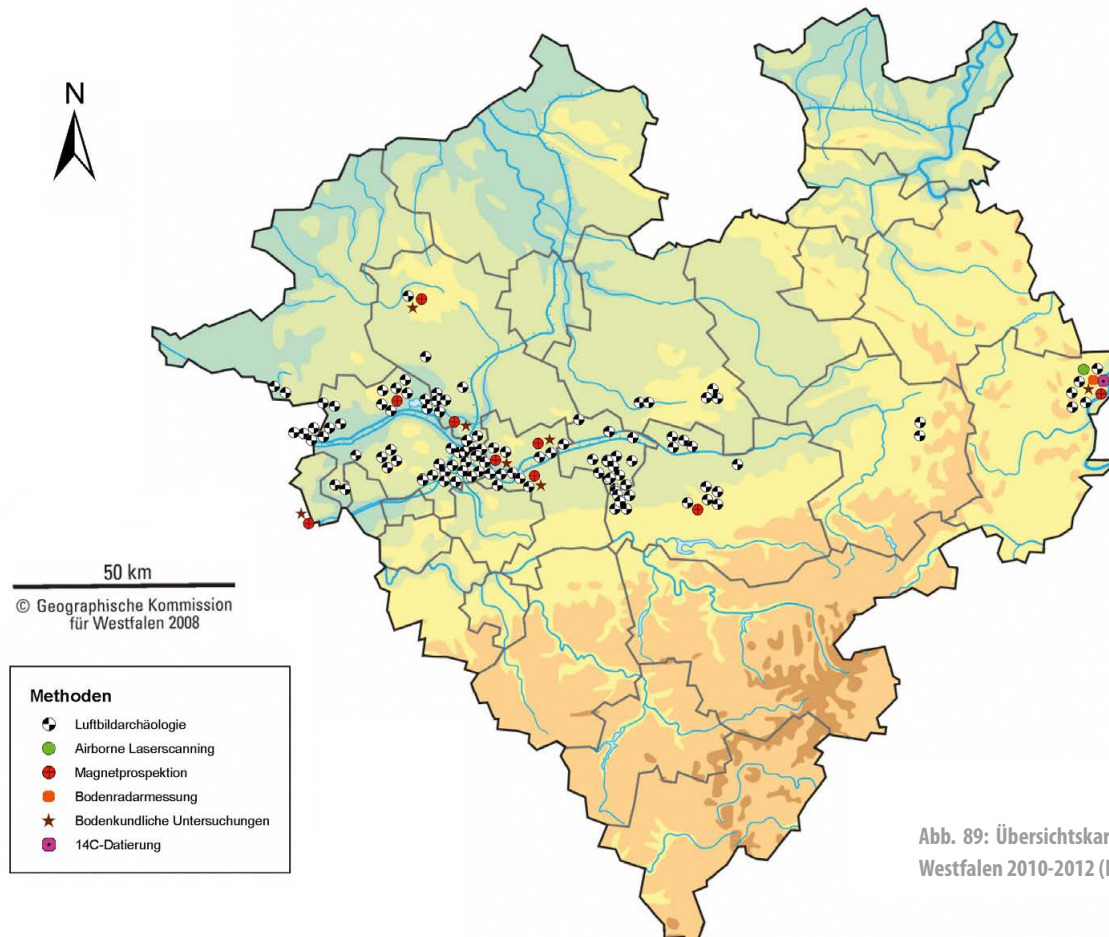 N
50 km
© Geographische Kommission
für Westfalen 2008
Methoden
Luftbildarchäologie
Airborne Laserscanning
Magnetprospektion
Bodenradarmessung
Bodenkundliche Untersuchungen
14C-Datierung
Abb. 89: Übersichtskar
Westfalen 2010-2012 (